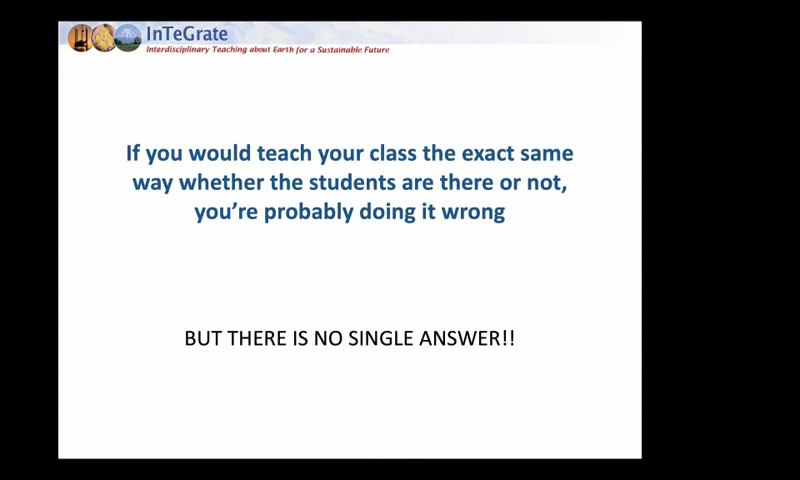 InTeGrate
Interdisciplinary Teaching about Earth for a Sustainable Future
If you would teach your class the exact same
way whether the students are there or not,
you're probably doing it wrong
BUT THERE IS NO SINGLE ANSWER!!